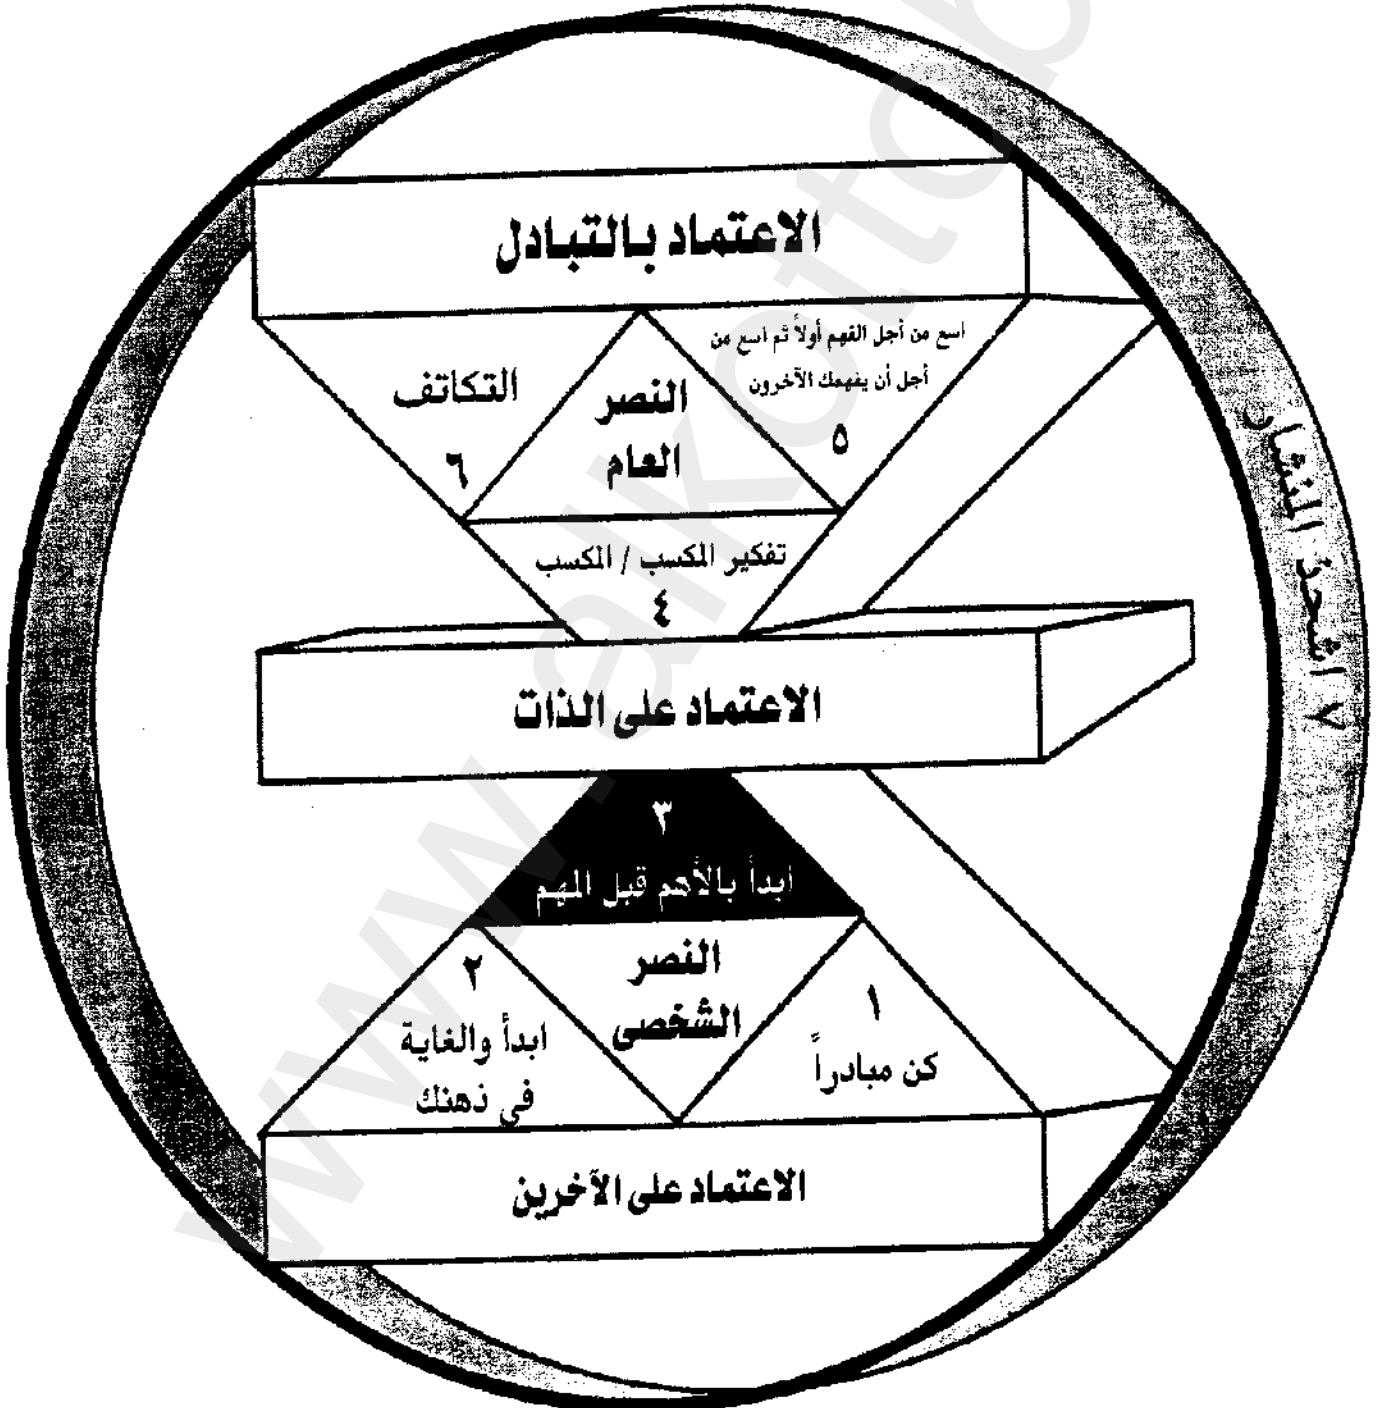 الاعتماد بالتبادل
اسع من أجل الفهم أولاً ثم اسع من
أجل أن يفهمك الآخرون
٥
النصر
العام
التكاتف
٦
تفكير المكسب / المكسب
٤
الاعتماد على الذات
٣
ابدأ بالأهم قبل المهم
النصر
الشخصى
١
كن مبادراً
٢
ابدأ والغاية
فى ذهنك
الاعتماد على الآخرين
٧ اشحذ المنشار